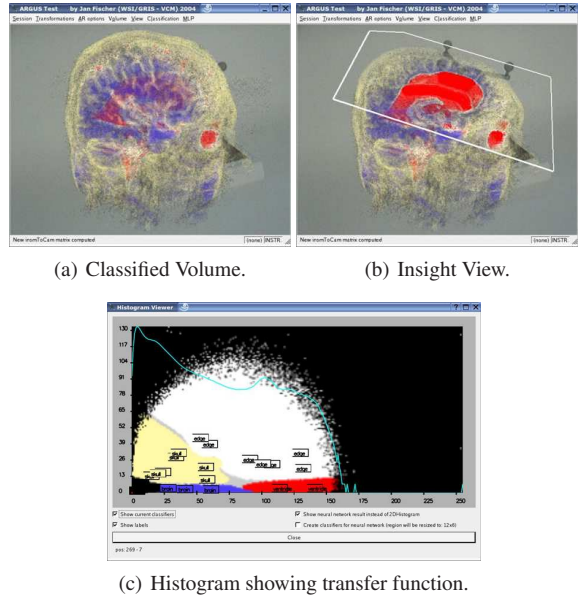 ARGUS Test by Jan Fischer (WSI/GRIS - VCM) 2004
Session Transformations AR options Volume View Classification MLP
New insmToCam matrix computed (none) INSTR.
ARGUS Test by Jan Fischer (WSI/GRIS - VCM) 2004
Session Transformations AR options Volume View Classification MLP
New insmToCam matrix computed (none) INSTR.
(a) Classified Volume.
(b) Insight View.
Histogram Viewer
130
117
104
91
78
65
52
39
26
13
0
edge
edge
edge
skull
edge
edge
skull
edge
skull
skull
brain
brain
brain
0 25 50 75 100 125 150 175 200 225 250
Show current classifiers
Show neural network result instead of 2DHistogram
Show labels
Create classifiers for neural network (region will be resized to: 12x8)
Close
pos: 269 - 7
(c) Histogram showing transfer function.